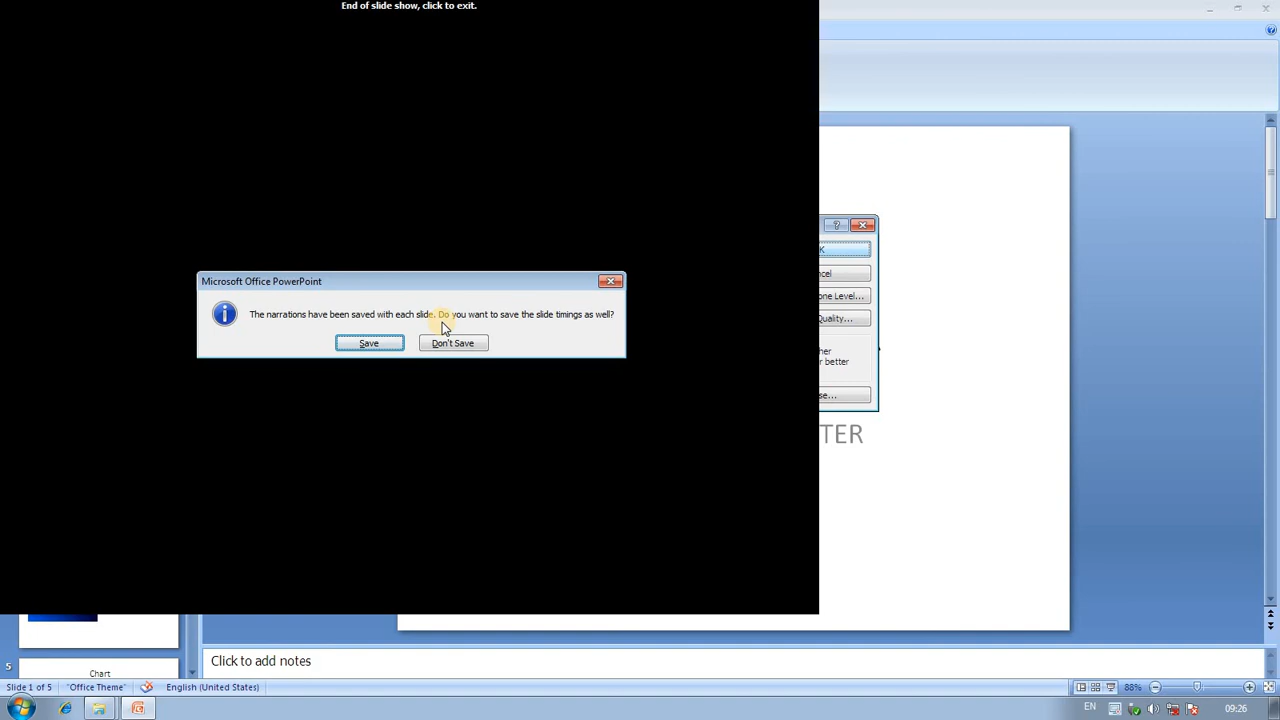 End of slide show, click to exit.
Microsoft Office PowerPoint
The narrations have been saved with each slide. Do you want to save the slide timings as well?
Save
Don't Save
K
ncel
one Level...
Quality...
her
or better
se...
TER
5
Chart
Click to add notes
Slide 1 of 5
"Office Theme"
English (United States)
88%
EN
09:26